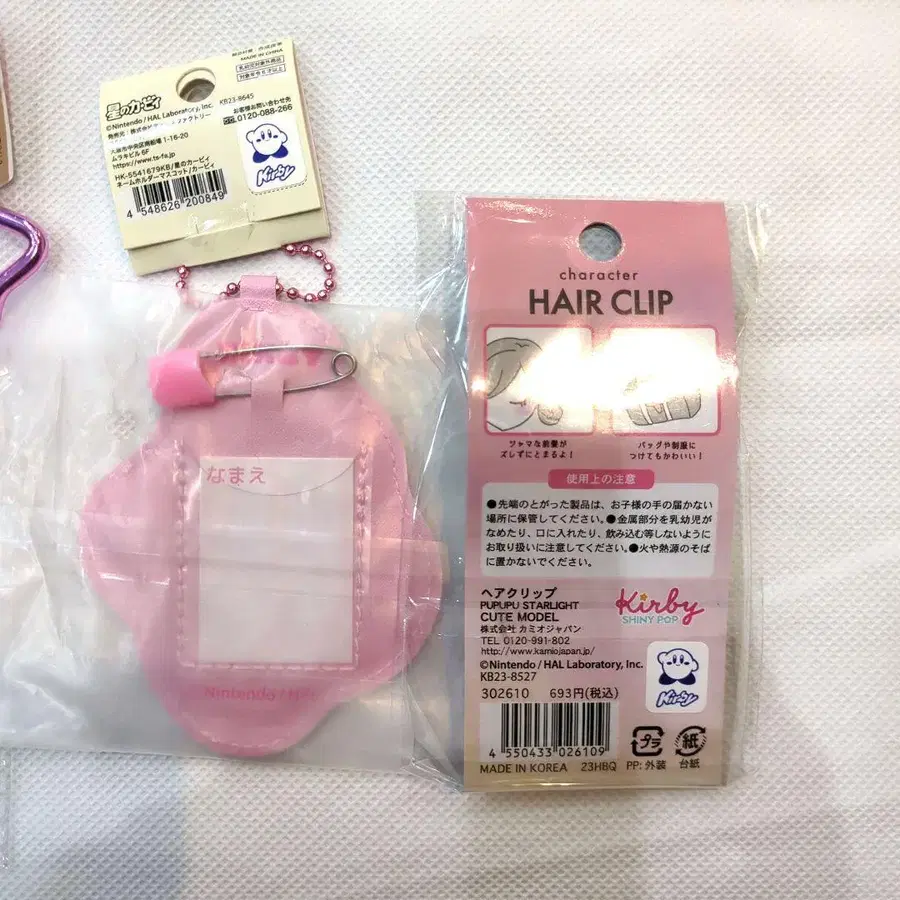 MADE IN CHINA
星のカービィ
KB23-8645
©Nintendo / HAL Laboratory, Inc.
お客様お問い合わせ先
0120-088-266
大阪市中央区南船場 1-16-20
ムラキビル 6F
https://www.ts-fa.jp
HK-5541679KB/星のカービィ
ネームホルダーマスコット/カービィ
4 548626 200849
Kirby
なまえ
Nintendo / HAL
character
HAIR CLIP
ジャマな前髪が
ズレずにとまるよ!
バッグや制服に
つけてもかわいい!
使用上の注意
●先端のとがった製品は、お子様の手の届かない
場所に保管してください。●金属部分を乳幼児が
なめたり、口に入れたり、飲み込む等しないように
お取り扱いに注意してください。●火や熱源のそば
に置かないでください。
ヘアクリップ
PUPUPU STARLIGHT
CUTE MODEL
株式会社 カミオジャパン
TEL 0120-991-802
http://www.kamiojapan.jp/
Kirby
SHINY POP
©Nintendo / HAL Laboratory, Inc.
KB23-8527
302610 693円(税込)
Kirby
4 550433 026109
プラ
紙
MADE IN KOREA 23H8Q PP: 外装 台紙